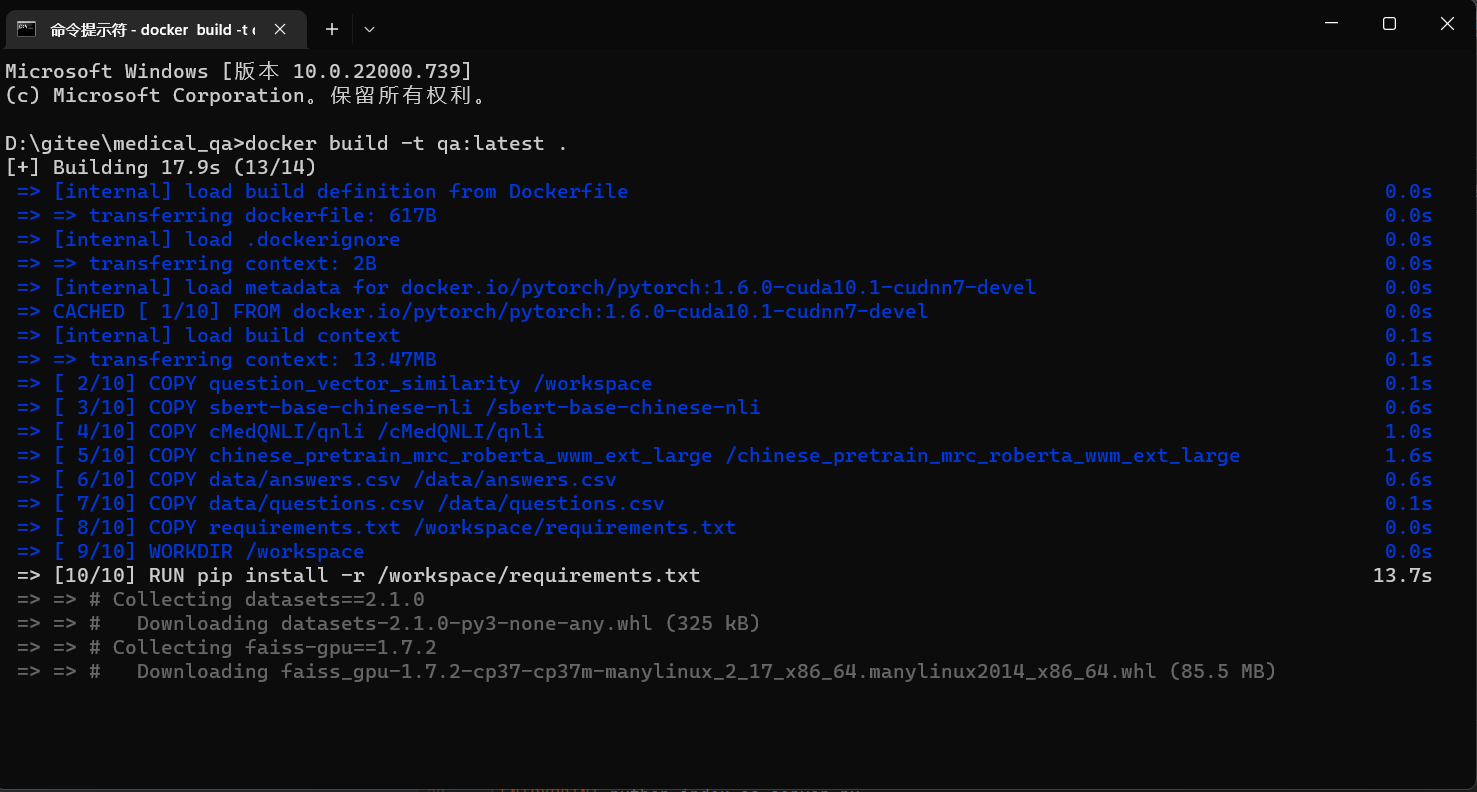 命令提示符 - docker build -t c
Microsoft Windows [版本 10.0.22000.739]
(c) Microsoft Corporation。保留所有权利。
D:\gitee\medical_qa>docker build -t qa:latest .
[+] Building 17.9s (13/14)
=> [internal] load build definition from Dockerfile 0.0s
=> => transferring dockerfile: 617B 0.0s
=> [internal] load .dockerignore 0.0s
=> => transferring context: 2B 0.0s
=> [internal] load metadata for docker.io/pytorch/pytorch:1.6.0-cuda10.1-cudnn7-devel 0.0s
=> CACHED [ 1/10] FROM docker.io/pytorch/pytorch:1.6.0-cuda10.1-cudnn7-devel 0.0s
=> [internal] load build context 0.1s
=> => transferring context: 13.47MB 0.1s
=> [ 2/10] COPY question_vector_similarity /workspace 0.1s
=> [ 3/10] COPY sbert-base-chinese-nli /sbert-base-chinese-nli 0.6s
=> [ 4/10] COPY cMedQNLI/qnli /cMedQNLI/qnli 1.0s
=> [ 5/10] COPY chinese_pretrain_mrc_roberta_wwm_ext_large /chinese_pretrain_mrc_roberta_wwm_ext_large 1.6s
=> [ 6/10] COPY data/answers.csv /data/answers.csv 0.6s
=> [ 7/10] COPY data/questions.csv /data/questions.csv 0.1s
=> [ 8/10] COPY requirements.txt /workspace/requirements.txt 0.0s
=> [ 9/10] WORKDIR /workspace 0.0s
=> [10/10] RUN pip install -r /workspace/requirements.txt 13.7s
=> => # Collecting datasets==2.1.0
=> => #   Downloading datasets-2.1.0-py3-none-any.whl (325 kB)
=> => # Collecting faiss-gpu==1.7.2
=> => #   Downloading faiss_gpu-1.7.2-cp37-cp37m-manylinux_2_17_x86_64.manylinux2014_x86_64.whl (85.5 MB)